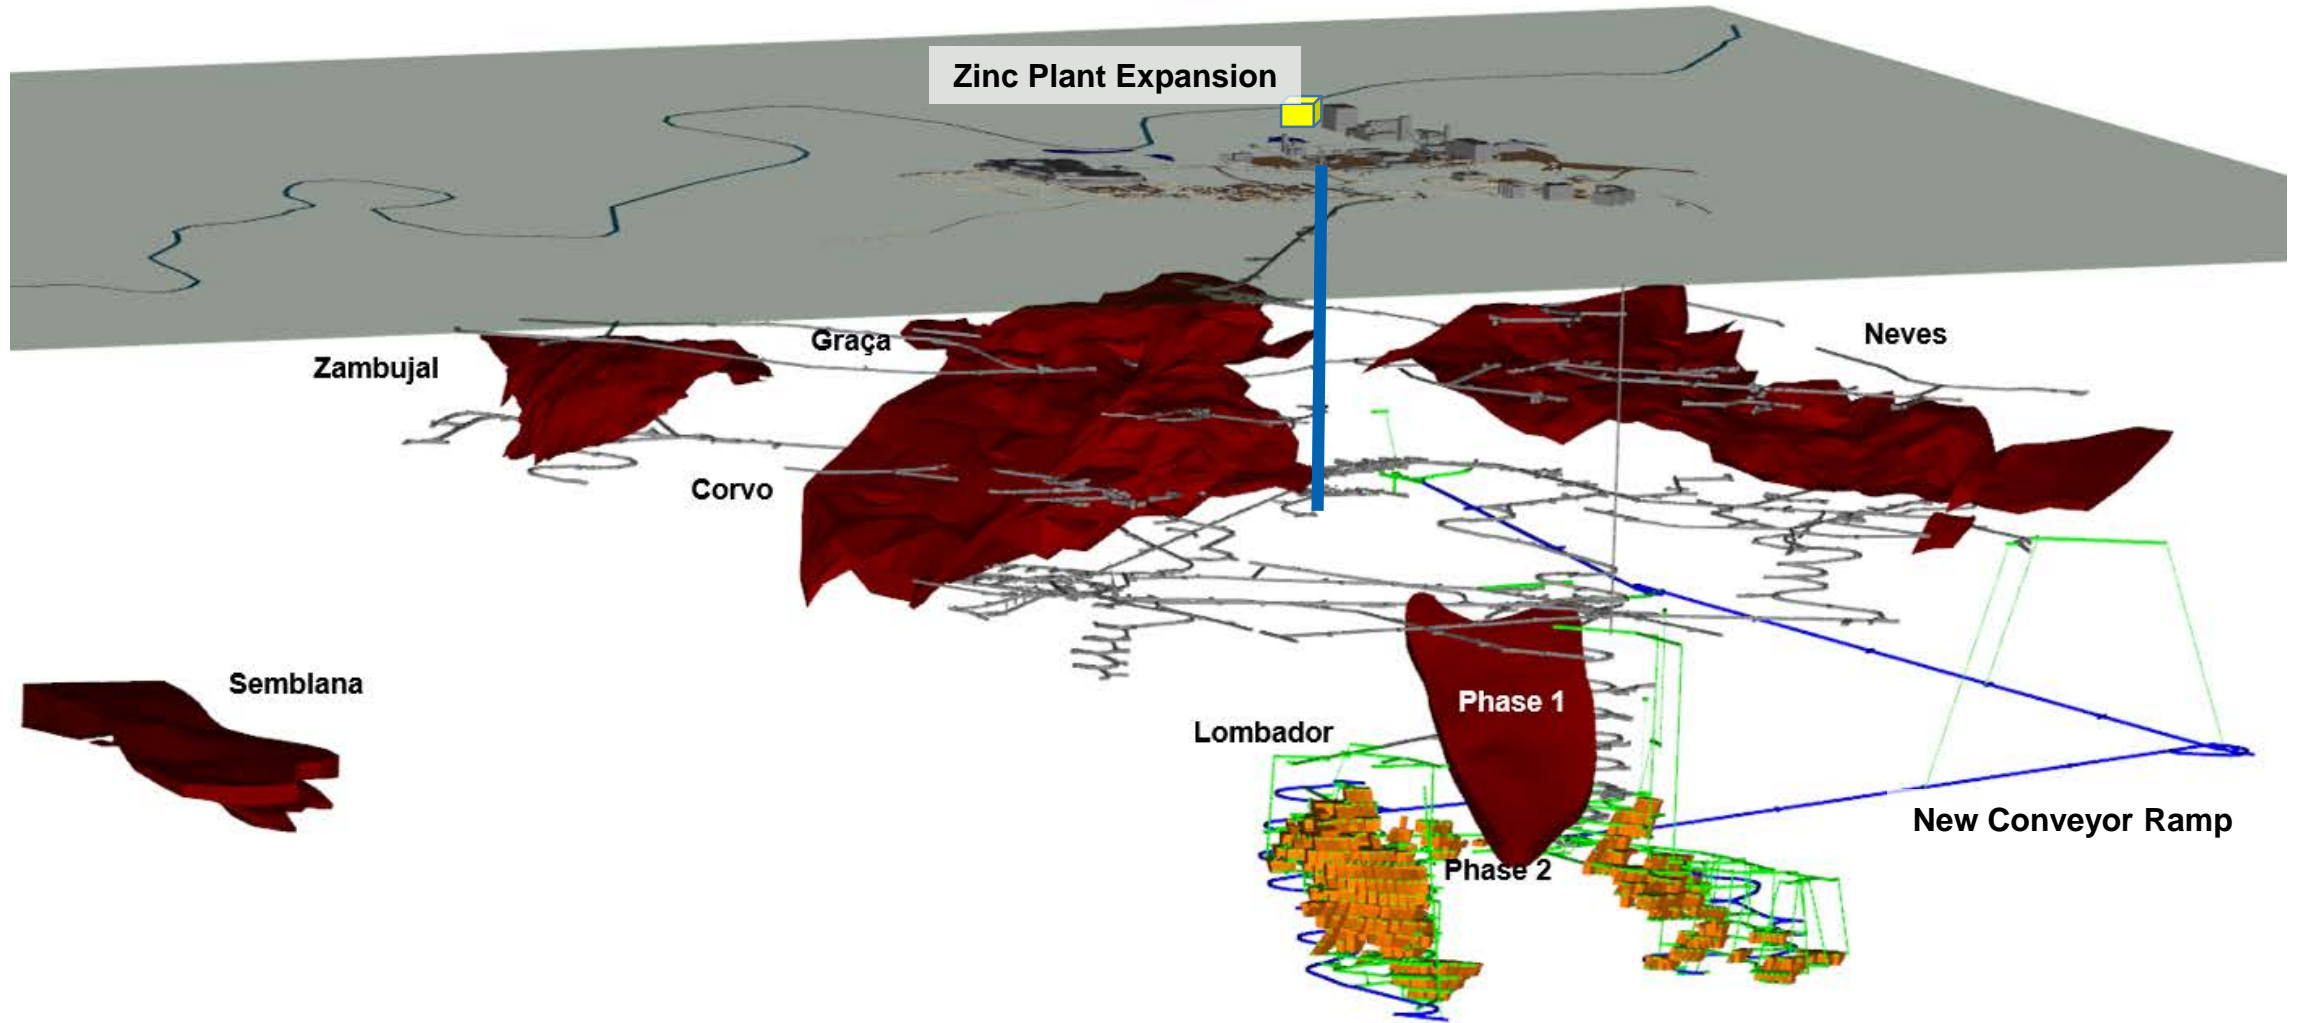 Zinc Plant Expansion
Graça
Neves
Zambujal
Corvo
Semblana
Phase 1
Lombador
New Conveyor Ramp
Phase 2